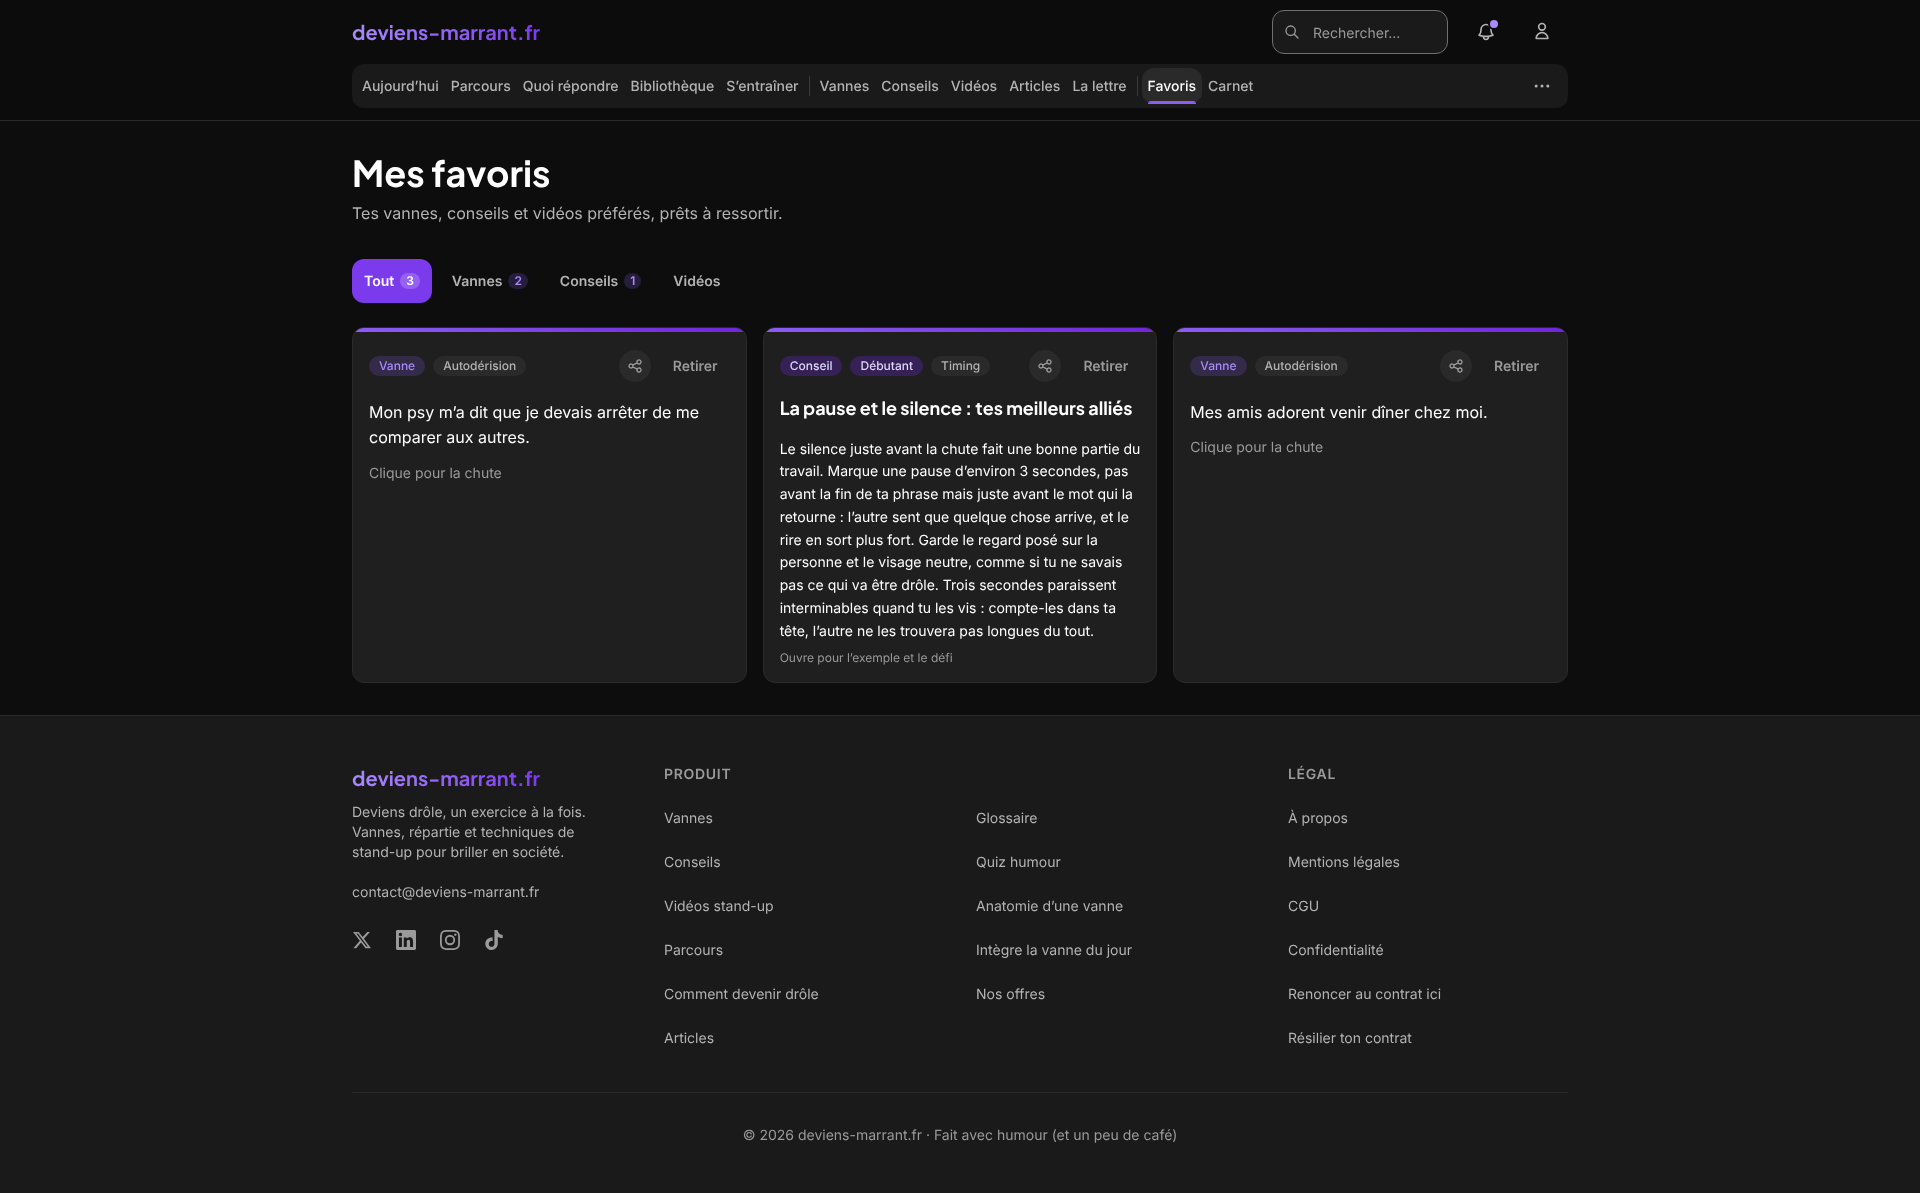 deviens-marrant.fr
Rechercher...
Aujourd’hui Parcours Quoi répondre Bibliothèque S’entraîner Vannes Conseils Vidéos Articles La lettre Favoris Carnet
Mes favoris
Tes vannes, conseils et vidéos préférés, prêts à ressortir.
Tout 3 Vannes 2 Conseils 1 Vidéos
Vanne Autodérision Retirer
Mon psy m’a dit que je devais arrêter de me
comparer aux autres.
Clique pour la chute
Conseil Débutant Timing Retirer
La pause et le silence : tes meilleurs alliés
Le silence juste avant la chute fait une bonne partie du
travail. Marque une pause d’environ 3 secondes, pas
avant la fin de ta phrase mais juste avant le mot qui la
retourne : l’autre sent que quelque chose arrive, et le
rire en sort plus fort. Garde le regard posé sur la
personne et le visage neutre, comme si tu ne savais
pas ce qui va être drôle. Trois secondes paraissent
interminables quand tu les vis : compte-les dans ta
tête, l’autre ne les trouvera pas longues du tout.
Ouvre pour l’exemple et le défi
Vanne Autodérision Retirer
Mes amis adorent venir dîner chez moi.
Clique pour la chute
deviens-marrant.fr
Deviens drôle, un exercice à la fois.
Vannes, répartie et techniques de
stand-up pour briller en société.
contact@deviens-marrant.fr
PRODUIT
Vannes
Conseils
Vidéos stand-up
Parcours
Comment devenir drôle
Articles
Glossaire
Quiz humour
Anatomie d’une vanne
Intègre la vanne du jour
Nos offres
LÉGAL
À propos
Mentions légales
CGU
Confidentialité
Renoncer au contrat ici
Résilier ton contrat
© 2026 deviens-marrant.fr · Fait avec humour (et un peu de café)